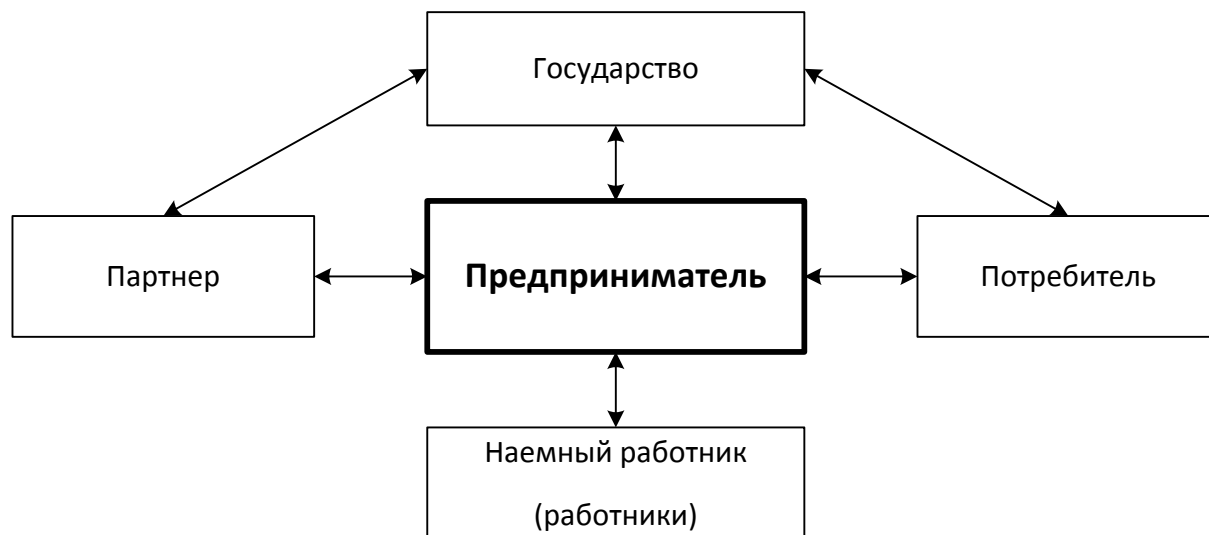 Государство
Партнер
Предприниматель
Потребитель
Наемный работник
(работники)